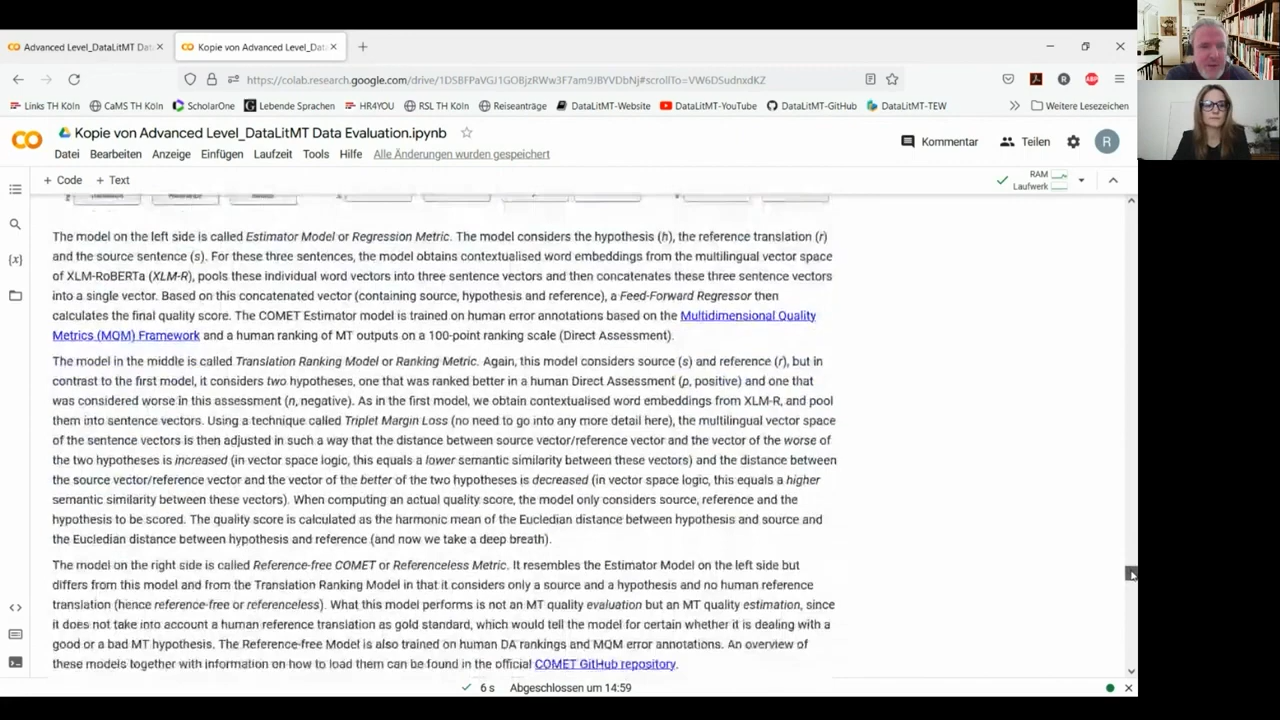 Advanced Level_DataLitMT Dat
Kopie von Advanced Level_Dat
https://colab.research.google.com/drive/1DSBFPaVGJ1GOBjzRWw3F7am9JBYVDbNj#scrollTo=VW6DSudnxdKZ
Links TH Köln
CaMS TH Köln
ScholarOne
Lebende Sprachen
HR4YOU
RSL TH Köln
Reiseanträge
DataLitMT-Website
DataLitMT-YouTube
DataLitMT-GitHub
DataLitMT-TEW
Weitere Lesezeichen
Kopie von Advanced Level_DataLitMT Data Evaluation.ipynb
Kommentar
Teilen
R
Datei Bearbeiten Anzeige Einfügen Laufzeit Tools Hilfe Alle Änderungen wurden gespeichert
+ Code + Text
RAM
Laufwerk
The model on the left side is called Estimator Model or Regression Metric. The model considers the hypothesis (h), the reference translation (r)
and the source sentence (s). For these three sentences, the model obtains contextualised word embeddings from the multilingual vector space
of XLM-RoBERTa (XLM-R), pools these individual word vectors into three sentence vectors and then concatenates these three sentence vectors
into a single vector. Based on this concatenated vector (containing source, hypothesis and reference), a Feed-Forward Regressor then
calculates the final quality score. The COMET Estimator model is trained on human error annotations based on the Multidimensional Quality
Metrics (MQM) Framework and a human ranking of MT outputs on a 100-point ranking scale (Direct Assessment).
The model in the middle is called Translation Ranking Model or Ranking Metric. Again, this model considers source (s) and reference (r), but in
contrast to the first model, it considers two hypotheses, one that was ranked better in a human Direct Assessment (p, positive) and one that
was considered worse in this assessment (n, negative). As in the first model, we obtain contextualised word embeddings from XLM-R, and pool
them into sentence vectors. Using a technique called Triplet Margin Loss (no need to go into any more detail here), the multilingual vector space
of the sentence vectors is then adjusted in such a way that the distance between source vector/reference vector and the vector of the worse of
the two hypotheses is increased (in vector space logic, this equals a lower semantic similarity between these vectors) and the distance between
the source vector/reference vector and the vector of the better of the two hypotheses is decreased (in vector space logic, this equals a higher
semantic similarity between these vectors). When computing an actual quality score, the model only considers source, reference and the
hypothesis to be scored. The quality score is calculated as the harmonic mean of the Eucledian distance between hypothesis and source and
the Eucledian distance between hypothesis and reference (and now we take a deep breath).
The model on the right side is called Reference-free COMET or Referenceless Metric. It resembles the Estimator Model on the left side but
differs from this model and from the Translation Ranking Model in that it considers only a source and a hypothesis and no human reference
translation (hence reference-free or referenceless). What this model performs is not an MT quality evaluation but an MT quality estimation, since
it does not take into account a human reference translation as gold standard, which would tell the model for certain whether it is dealing with a
good or a bad MT hypothesis. The Reference-free Model is also trained on human DA rankings and MQM error annotations. An overview of
these models together with information on how to load them can be found in the official COMET GitHub repository.
6 s Abgeschlossen um 14:59